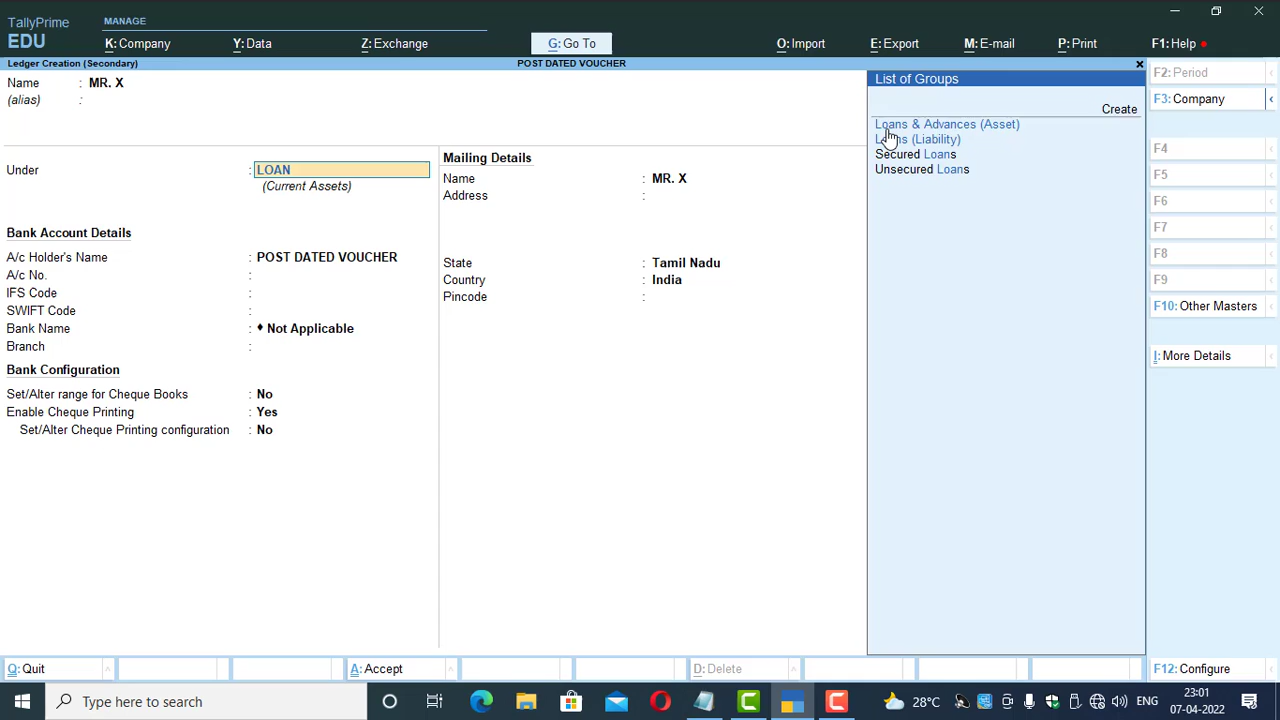 TallyPrime
EDU
MANAGE
K: Company
Y: Data
Z: Exchange
G: Go To
O: Import
E: Export
M: E-mail
P: Print
F1: Help
Ledger Creation (Secondary)
POST DATED VOUCHER
Name : MR. X
(alias) :
Under : LOAN
(Current Assets)
Bank Account Details
A/c Holder's Name : POST DATED VOUCHER
A/c No. :
IFS Code :
SWIFT Code :
Bank Name : ♦ Not Applicable
Branch :
Bank Configuration
Set/Alter range for Cheque Books : No
Enable Cheque Printing : Yes
Set/Alter Cheque Printing configuration : No
Mailing Details
Name : MR. X
Address :
State : Tamil Nadu
Country : India
Pincode :
List of Groups
Create
Loans & Advances (Asset)
Loans (Liability)
Secured Loans
Unsecured Loans
F2: Period
F3: Company
F4
F5
F6
F7
F8
F9
F10: Other Masters
I: More Details
F12: Configure
Q: Quit
A: Accept
D: Delete
Type here to search
28°C
ENG
23:01
07-04-2022